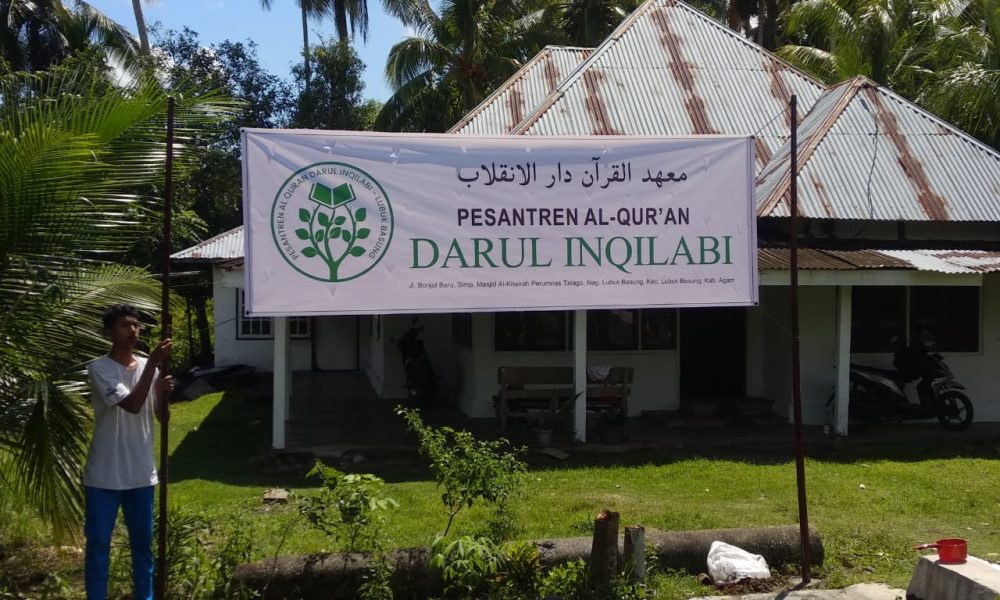 PESANTREN AL QURAN DARUL INQILABI - LUBUK BASUNG
معهد القرآن دار الانقلاب
PESANTREN AL-QUR'AN
DARUL INQILABI
Jl. Bonjol Baru, Simp. Masjid Al-Khairah Perumnas Talago, Nag. Lubuk Basung, Kec. Lubuk Basung, Kab. Agam